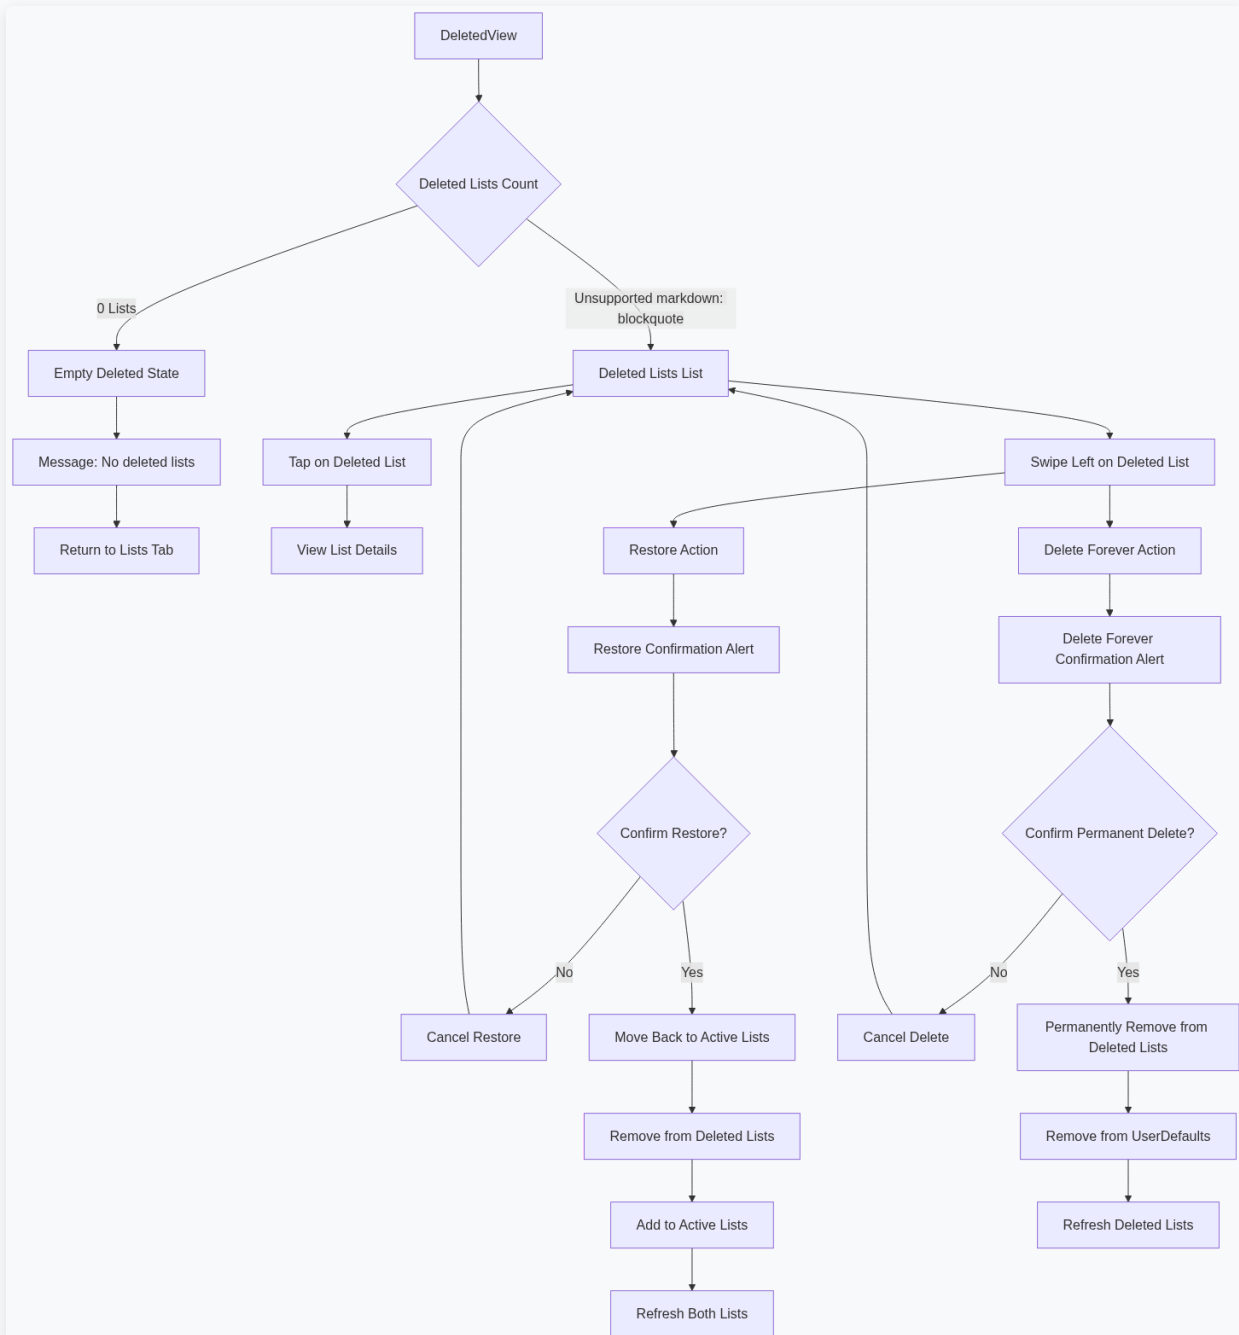 DeletedView
Deleted Lists Count
0 Lists
Unsupported markdown:
blockquote
Empty Deleted State
Deleted Lists List
Message: No deleted lists
Tap on Deleted List
Swipe Left on Deleted List
Return to Lists Tab
View List Details
Restore Action
Delete Forever Action
Restore Confirmation Alert
Delete Forever
Confirmation Alert
Confirm Restore?
Confirm Permanent Delete?
No
Yes
No
Yes
Cancel Restore
Move Back to Active Lists
Cancel Delete
Permanently Remove from
Deleted Lists
Remove from Deleted Lists
Remove from UserDefaults
Add to Active Lists
Refresh Deleted Lists
Refresh Both Lists